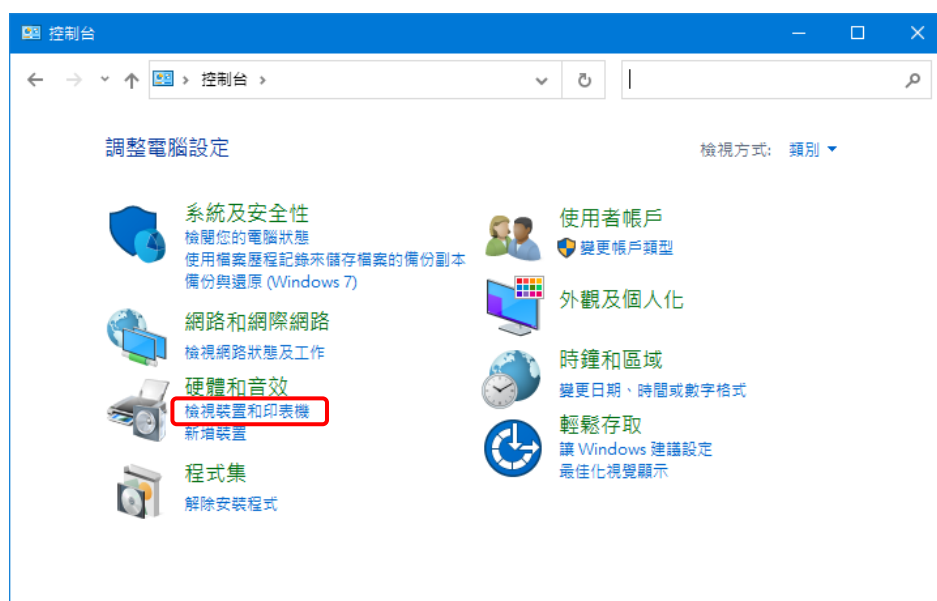 控制台
控制台
調整電腦設定
檢視方式: 類別
系統及安全性
檢閱您的電腦狀態
使用檔案歷程記錄來儲存檔案的備份副本
備份與還原 (Windows 7)
網路和網際網路
檢視網路狀態及工作
硬體和音效
檢視裝置和印表機
新增裝置
程式集
解除安裝程式
使用者帳戶
變更帳戶類型
外觀及個人化
時鐘和區域
變更日期、時間或數字格式
輕鬆存取
讓 Windows 建議設定
最佳化視覺顯示